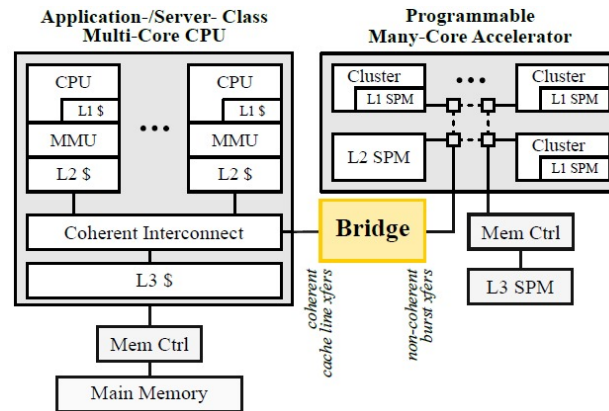 Application-/Server- Class
Multi-Core CPU
CPU
L1 $
MMU
L2 $
•••
CPU
L1 $
MMU
L2 $
Coherent Interconnect
L3 $
Mem Ctrl
Main Memory
Bridge
coherent
cache line xfers
non-coherent
burst xfers
Programmable
Many-Core Accelerator
Cluster
L1 SPM
•••
Cluster
L1 SPM
L2 SPM
Cluster
L1 SPM
Mem Ctrl
L3 SPM